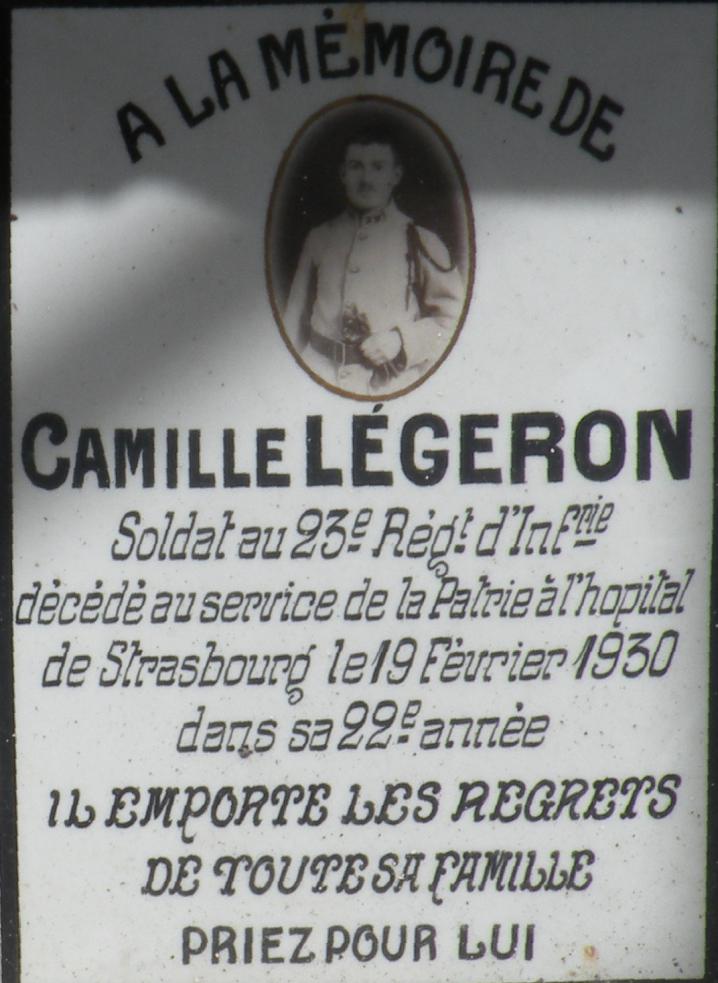 A LA MÉMOIRE DE
CAMILLE LÉGERON
Soldat au 23e Régt d'Infrie
décédé au service de la Patrie à l'hopital
de Strasbourg le 19 Février 1930
dans sa 22e année
IL EMPORTE LES REGRETS
DE TOUTE SA FAMILLE
PRIEZ POUR LUI